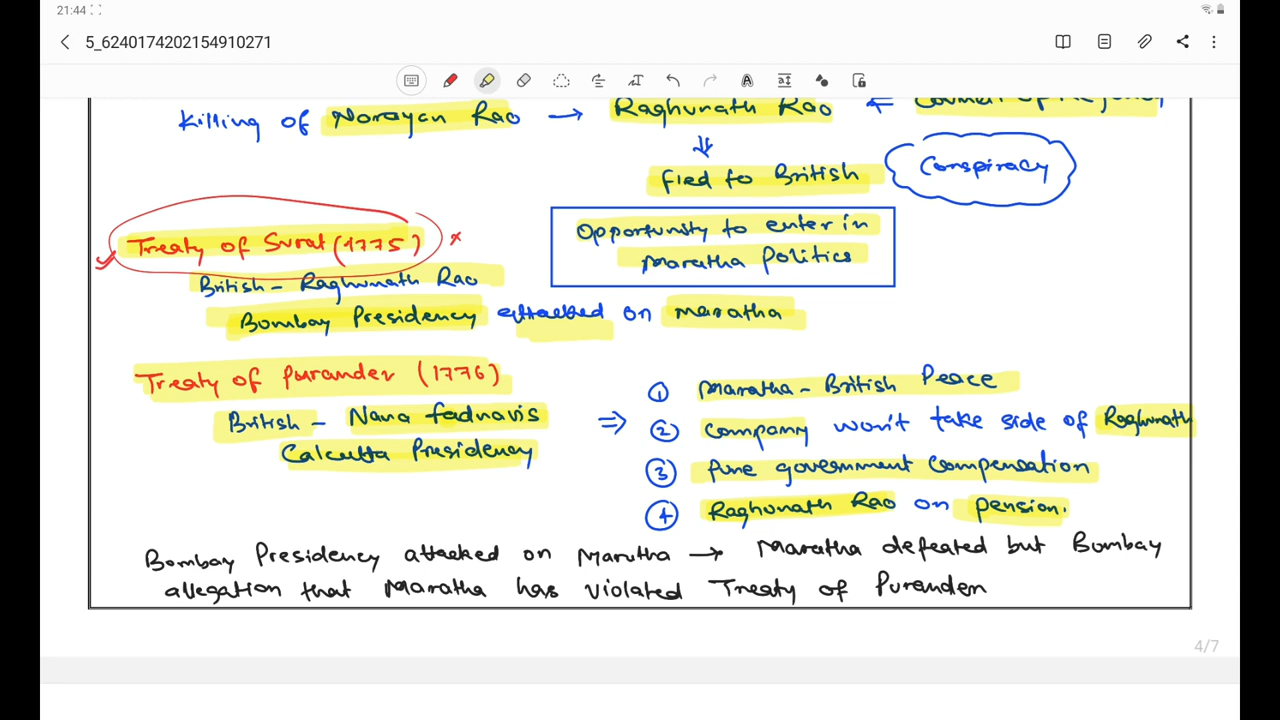 21:44
5_6240174202154910271
Killing of Narayan Rao → Raghunath Rao ←
⇓
fled to British
Conspiracy
Treaty of Surat (1775) ×
Opportunity to enter in
Maratha Politics
British - Raghunath Rao
Bombay Presidency attacked on maratha
Treaty of Purander (1776)
British - Nana fadnavis ⇒
Calcutta Presidency
① Maratha - British Peace
② Company won't take side of Raghunath
③ Pune government compensation
④ Raghunath Rao on pension.
Bombay Presidency attacked on Maratha → Maratha defeated but Bombay
allegation that Maratha has violated Treaty of Purander
4/7